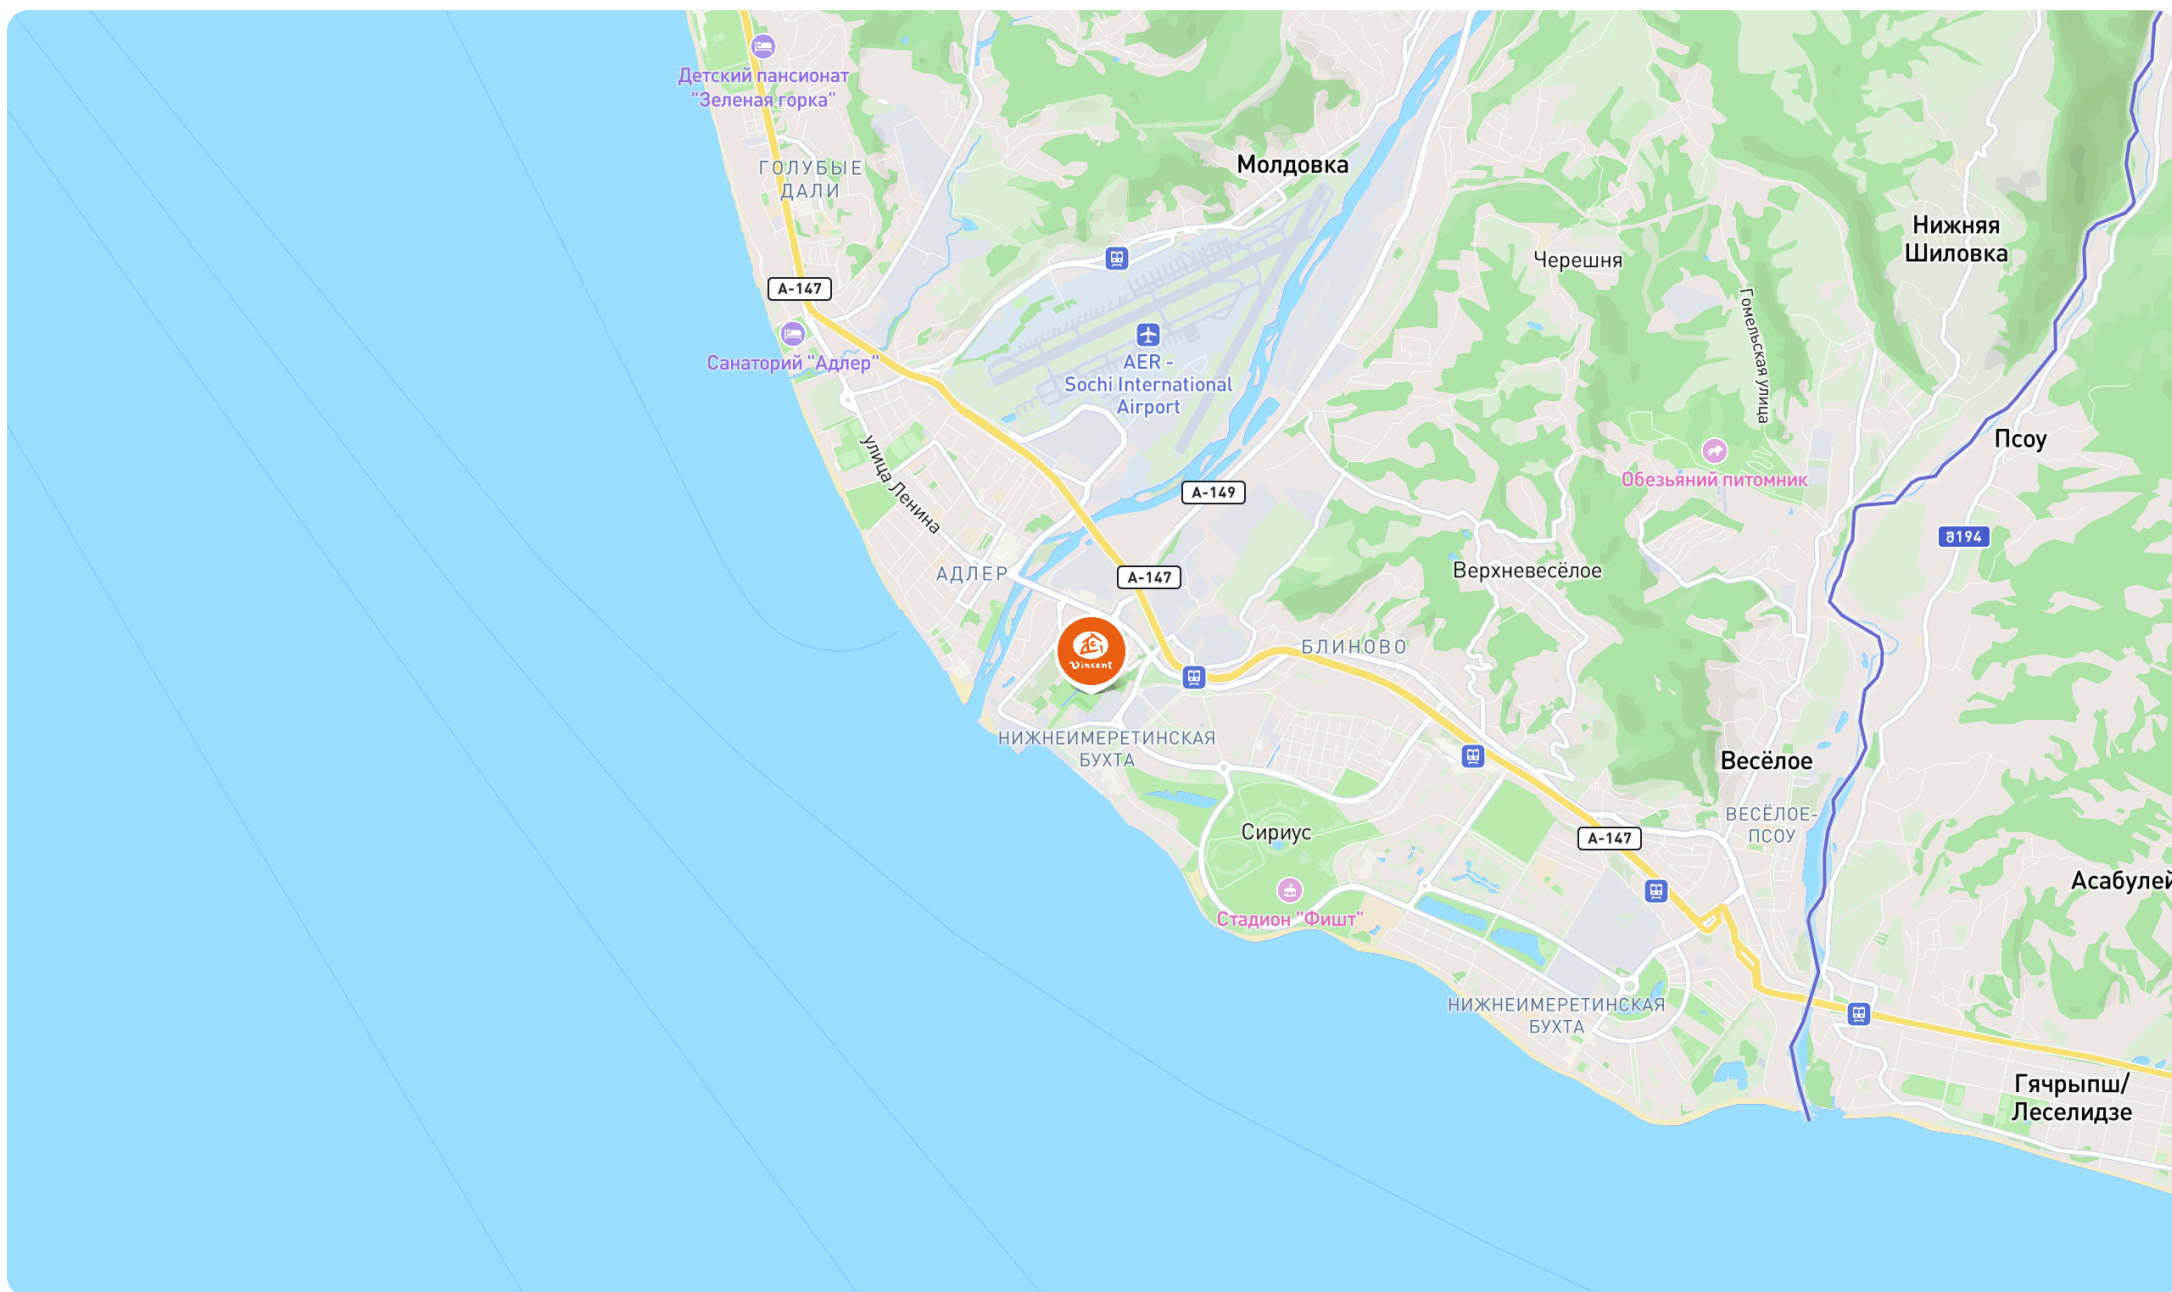 Детский пансионат
"Зеленая горка"
ГОЛУБЫЕ
ДАЛИ
Молдовка
Нижняя
Шиловка
Черешня
A-147
Гомельская улица
AER -
Sochi International
Airport
Санаторий "Адлер"
Псоу
Обезьяний питомник
улица Ленина
A-149
შ194
АДЛЕР
A-147
Верхневесёлое
Vincent
БЛИНОВО
НИЖНЕИМЕРЕТИНСКАЯ
БУХТА
Весёлое
ВЕСЁЛОЕ-
ПСОУ
Сириус
A-147
Асабулей
Стадион "Фишт"
НИЖНЕИМЕРЕТИНСКАЯ
БУХТА
Гячрыпш/
Леселидзе